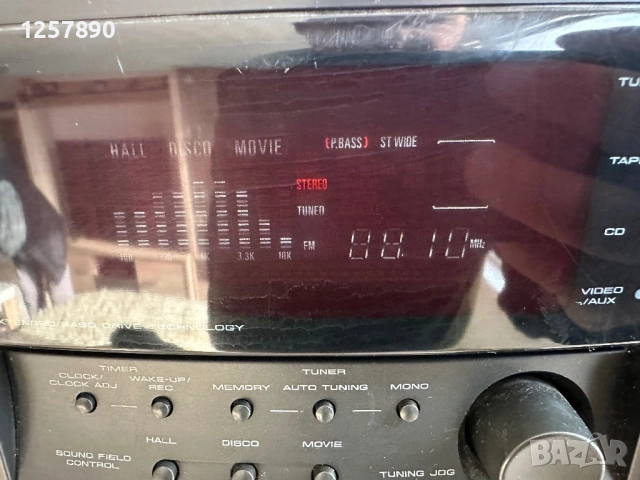 1257890
TU
HALL DISCO MOVIE (P.BASS) ST WIDE
STEREO
TAPE
TUNED
FM 88.10 MHz
3.3K 10K
CD
VIDEO
/AUX
BASS DRIVE TECHNOLOGY
TIMER TUNER
CLOCK/
CLOCK ADJ
WAKE-UP/
REC
MEMORY AUTO TUNING MONO
HALL DISCO MOVIE
SOUND FIELD
CONTROL
TUNING JOG
BAZAR